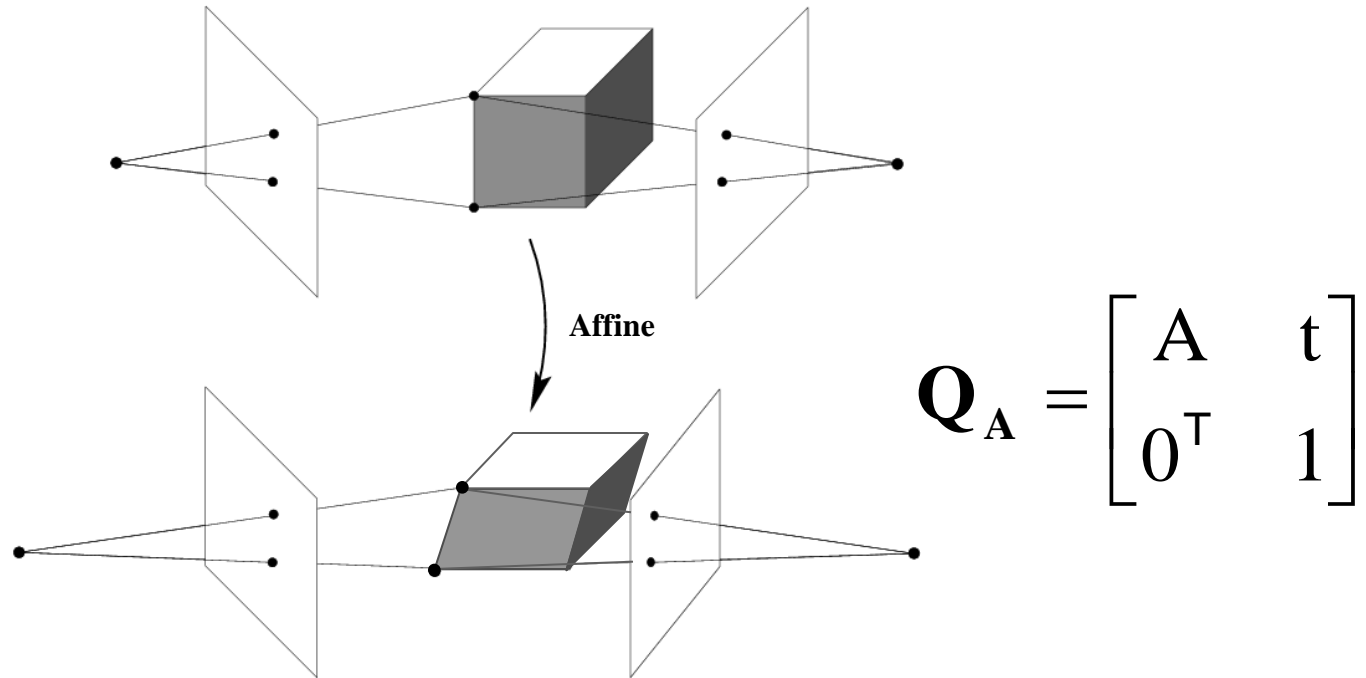 Affine
Q_A = [ A t
0^T 1 ]